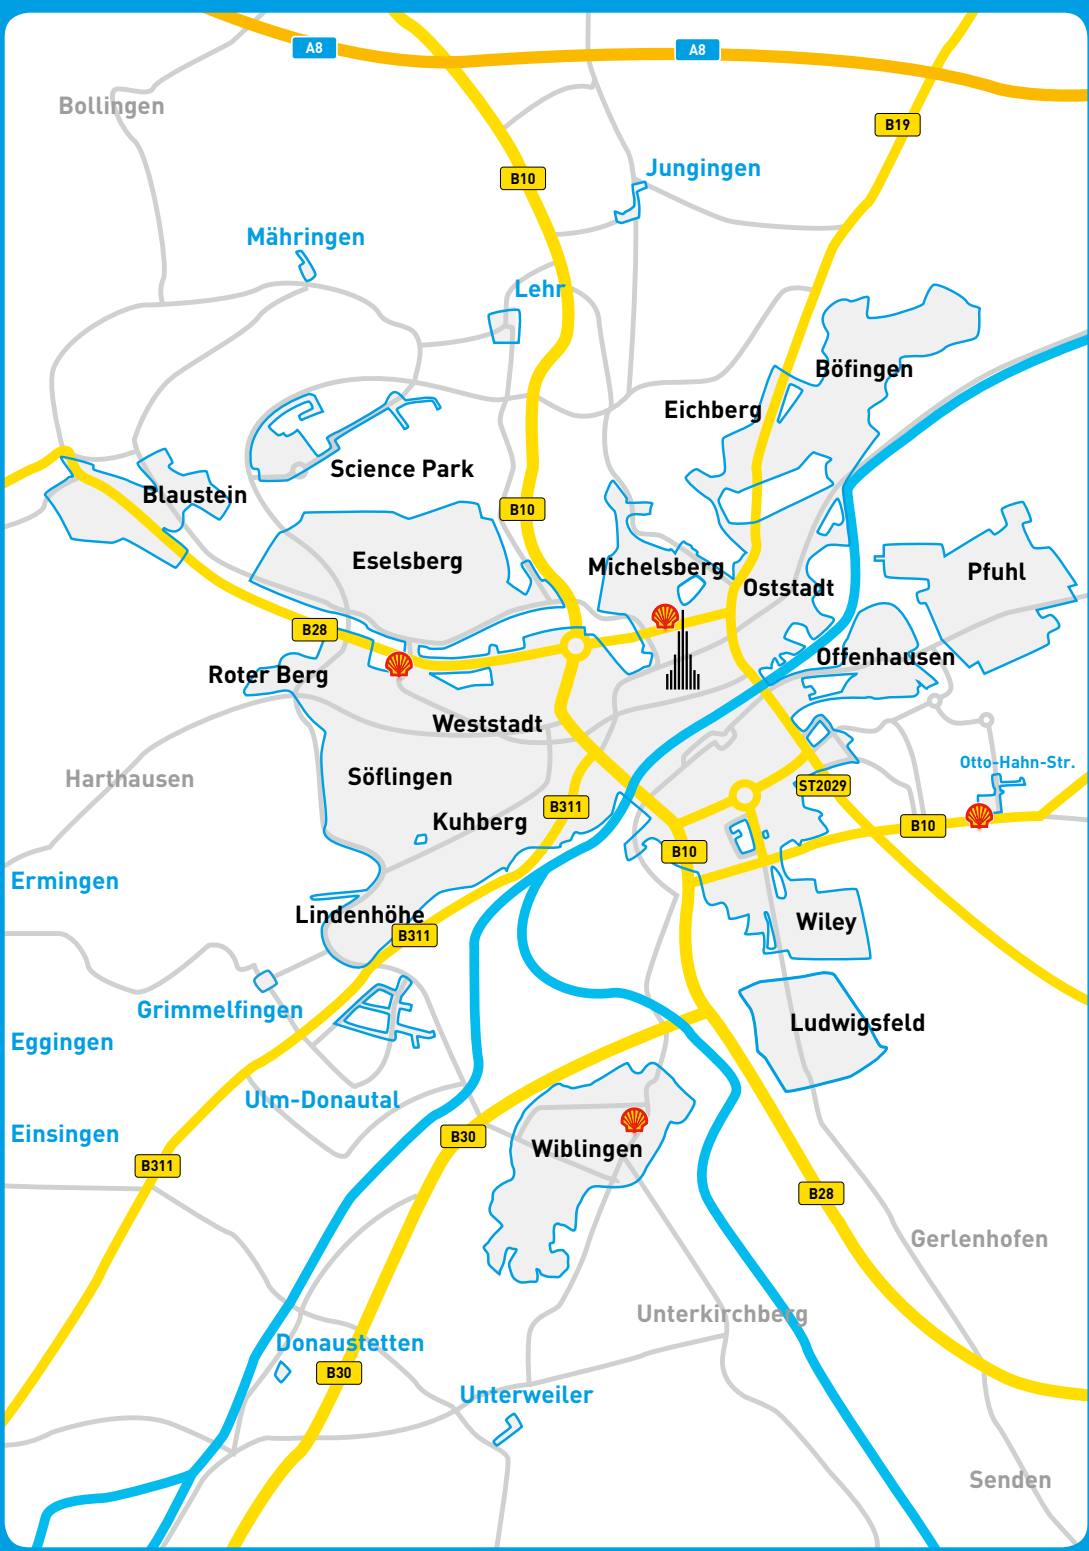 A8
A8
Bollingen
B19
Jungingen
B10
Mähringen
Lehr
Böfingen
Eichberg
Science Park
Blaustein
B10
Eselsberg
Michelsberg
Pfuhl
Oststadt
B28
Offenhausen
Roter Berg
Weststadt
Otto-Hahn-Str.
Harthausen
Söflingen
ST2029
B311
Kuhberg
B10
B10
Ermingen
Lindenhöhe
Wiley
B311
Grimmelfingen
Ludwigsfeld
Eggingen
Ulm-Donautal
Einsingen
B30
Wiblingen
B311
B28
Gerlenhofen
Unterkirchberg
Donaustetten
B30
Unterweiler
Senden